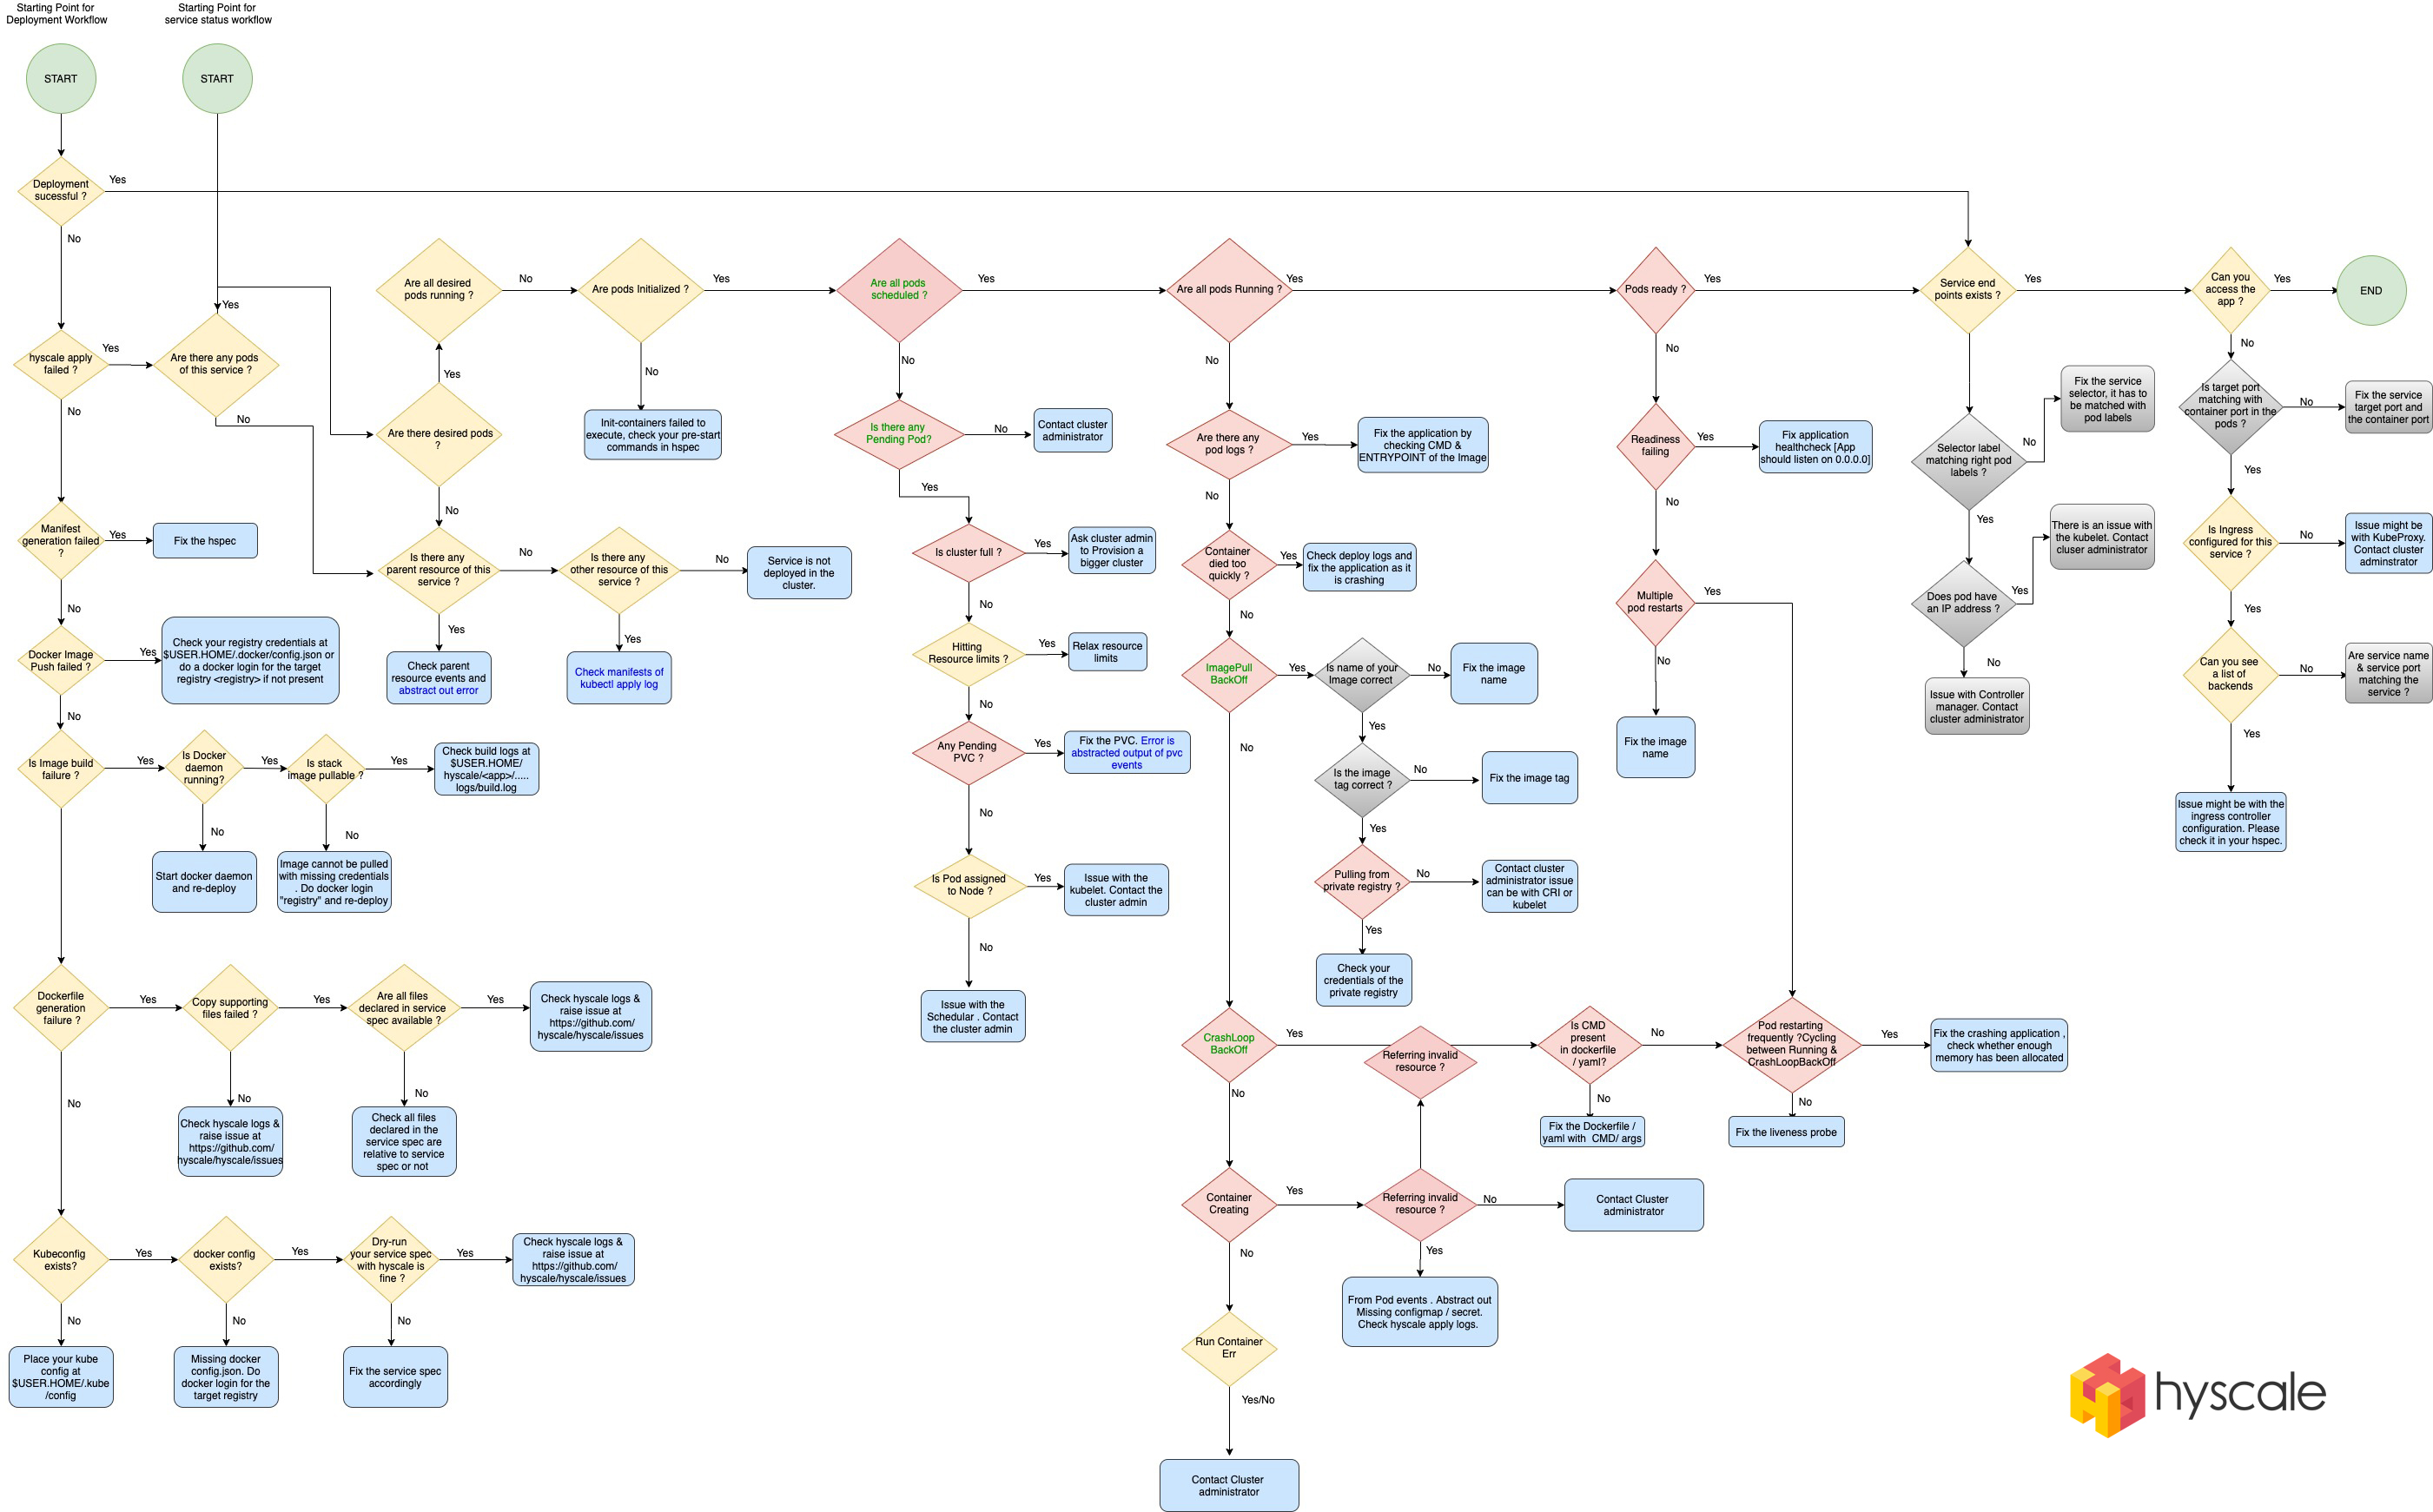 Starting Point for
Deployment Workflow
Starting Point for
service status workflow
START
START
Deployment
sucessful ?
Yes
No
hyscale apply
failed ?
Yes
No
Yes
Are there any pods
of this service ?
No
Manifest
generation failed
?
Yes
Fix the hspec
No
Docker Image
Push failed ?
Yes
Check your registry credentials at
$USER.HOME/.docker/config.json or
do a docker login for the target
registry <registry> if not present
No
Is Image build
failure ?
Yes
Is Docker
daemon
running?
Yes
Is stack
image pullable ?
Yes
Check build logs at
$USER.HOME/
hyscale/<app>/.....
logs/build.log
No
Start docker daemon
and re-deploy
No
Image cannot be pulled
with missing credentials
. Do docker login
"registry" and re-deploy
Dockerfile
generation
failure ?
Yes
Copy supporting
files failed ?
Yes
Are all files
declared in service
spec available ?
Yes
Check hyscale logs &
raise issue at
https://github.com/
hyscale/hyscale/issues
No
No
Check hyscale logs &
raise issue at
https://github.com/
hyscale/hyscale/issues
No
Check all files
declared in the
service spec are
relative to service
spec or not
Kubeconfig
exists?
Yes
docker config
exists?
Yes
Dry-run
your service spec
with hyscale is
fine ?
Yes
Check hyscale logs &
raise issue at
https://github.com/
hyscale/hyscale/issues
No
Place your kube
config at
$USER.HOME/.kube
/config
No
Missing docker
config.json. Do
docker login for the
target registry
No
Fix the service spec
accordingly
Are all desired
pods running ?
No
Yes
Are there desired pods
?
No
Is there any
parent resource of this
service ?
No
Is there any
other resource of this
service ?
No
Service is not
deployed in the
cluster.
Yes
Check parent
resource events and
abstract out error
Yes
Check manifests of
kubectl apply log
Are pods Initialized ?
Yes
No
Init-containers failed to
execute, check your pre-start
commands in hspec
Are all pods
scheduled ?
Yes
No
Is there any
Pending Pod?
No
Contact cluster
administrator
Yes
Is cluster full ?
Yes
Ask cluster admin
to Provision a
bigger cluster
No
Hitting
Resource limits ?
Yes
Relax resource
limits
No
Any Pending
PVC ?
Yes
Fix the PVC. Error is
abstracted output of pvc
events
No
Is Pod assigned
to Node ?
Yes
Issue with the
kubelet. Contact the
cluster admin
No
Issue with the
Schedular . Contact
the cluster admin
Are all pods Running ?
Yes
No
Are there any
pod logs ?
Yes
Fix the application by
checking CMD &
ENTRYPOINT of the Image
No
Container
died too
quickly ?
Yes
Check deploy logs and
fix the application as it
is crashing
No
ImagePull
BackOff
Yes
Is name of your
Image correct
No
Fix the image
name
Yes
Is the image
tag correct ?
No
Fix the image tag
Yes
Pulling from
private registry ?
No
Contact cluster
administrator issue
can be with CRI or
kubelet
Yes
Check your
credentials of the
private registry
No
CrashLoop
BackOff
Yes
Referring invalid
resource ?
Is CMD
present
in dockerfile
/ yaml?
No
Pod restarting
frequently ?Cycling
between Running &
CrashLoopBackOff
Yes
Fix the crashing application ,
check whether enough
memory has been allocated
No
Fix the Dockerfile /
yaml with CMD/ args
No
Fix the liveness probe
No
Container
Creating
Yes
Referring invalid
resource ?
No
Contact Cluster
administrator
Yes
From Pod events . Abstract out
Missing configmap / secret.
Check hyscale apply logs.
No
Run Container
Err
Yes/No
Contact Cluster
administrator
Pods ready ?
Yes
No
Readiness
failing
Yes
Fix application
healthcheck [App
should listen on 0.0.0.0]
No
Multiple
pod restarts
Yes
No
Fix the image
name
Service end
points exists ?
Yes
Selector label
matching right pod
labels ?
No
Fix the service
selector, it has to
be matched with
pod labels
Yes
Does pod have
an IP address ?
Yes
There is an issue with
the kubelet. Contact
cluser administrator
No
Issue with Controller
manager. Contact
cluster administrator
Can you
access the
app ?
Yes
END
No
Is target port
matching with
container port in the
pods ?
No
Fix the service
target port and
the container port
Yes
Is Ingress
configured for this
service ?
No
Issue might be
with KubeProxy.
Contact cluster
adminstrator
Yes
Can you see
a list of
backends
No
Are service name
& service port
matching the
service ?
Yes
Issue might be with the
ingress controller
configuration. Please
check it in your hspec.
hyscale